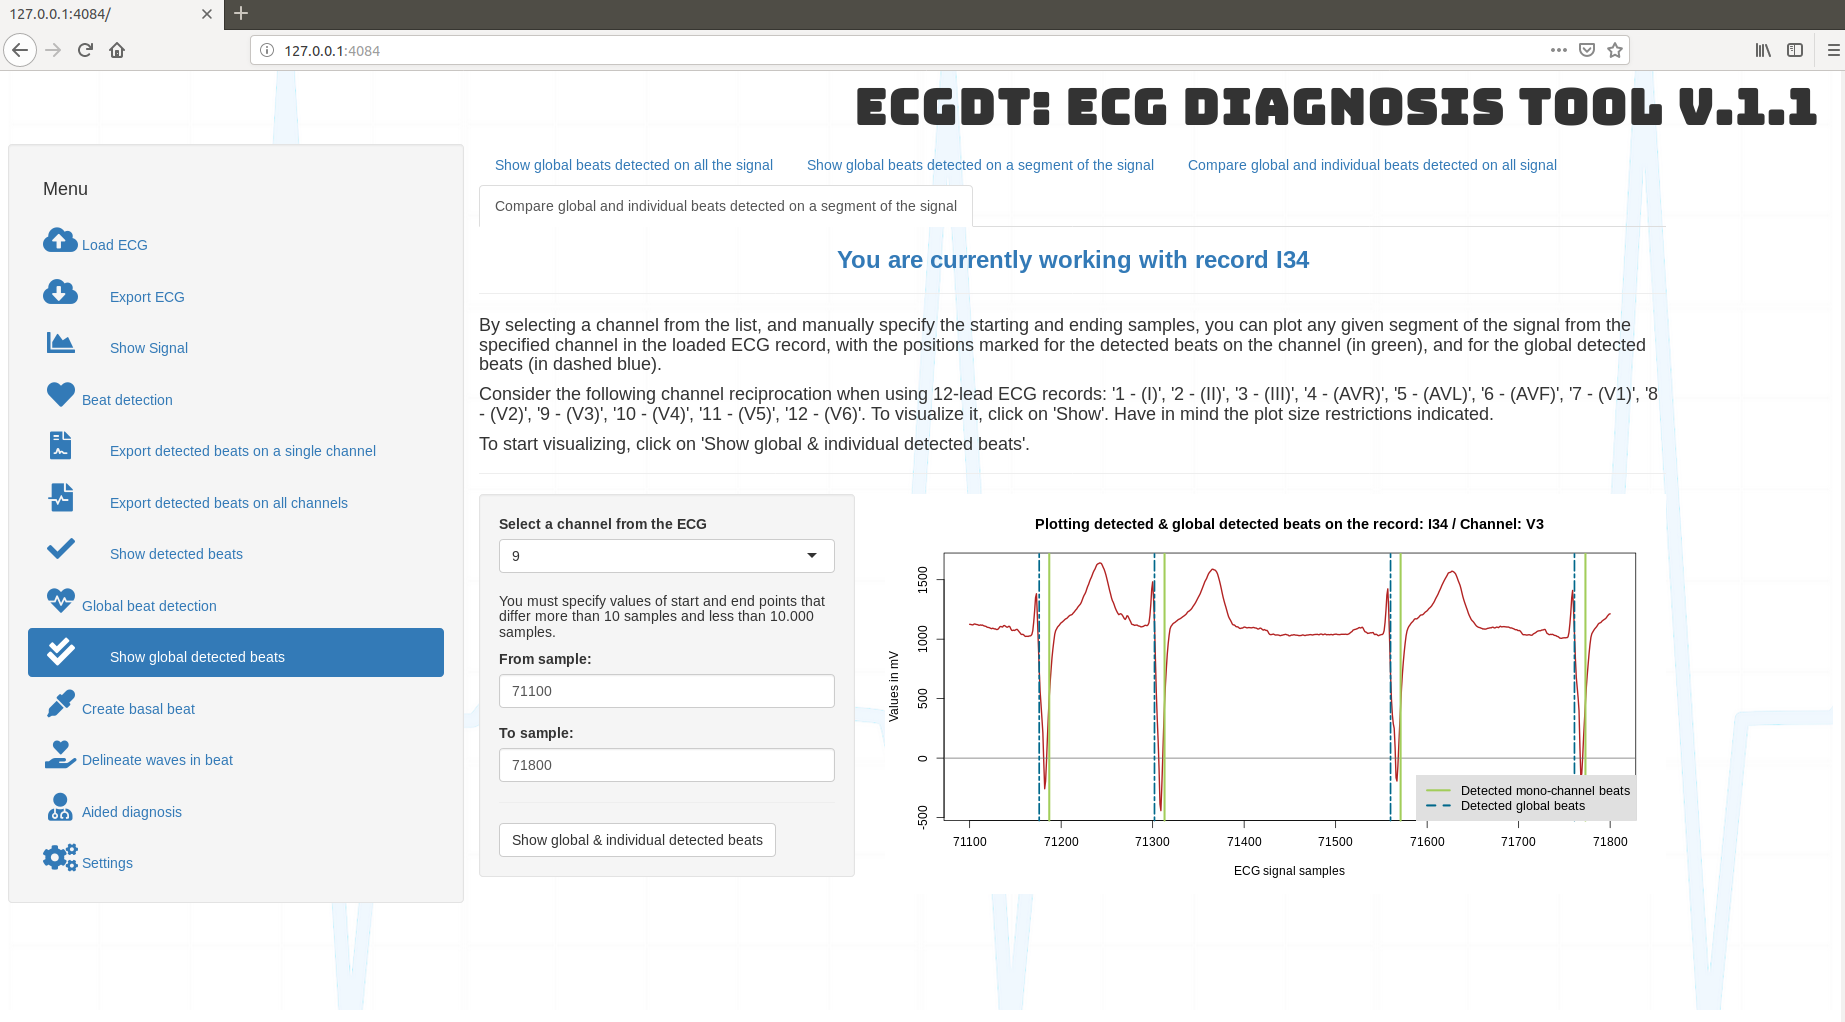 127.0.0.1:4084/
127.0.0.1:4084
ECGDT: ECG DIAGNOSIS TOOL V.1.1
Menu
Load ECG
Export ECG
Show Signal
Beat detection
Export detected beats on a single channel
Export detected beats on all channels
Show detected beats
Global beat detection
Show global detected beats
Create basal beat
Delineate waves in beat
Aided diagnosis
Settings
Show global beats detected on all the signal
Show global beats detected on a segment of the signal
Compare global and individual beats detected on all signal
Compare global and individual beats detected on a segment of the signal
You are currently working with record I34
By selecting a channel from the list, and manually specify the starting and ending samples, you can plot any given segment of the signal from the
specified channel in the loaded ECG record, with the positions marked for the detected beats on the channel (in green), and for the global detected
beats (in dashed blue).
Consider the following channel reciprocation when using 12-lead ECG records: '1 - (I)', '2 - (II)', '3 - (III)', '4 - (AVR)', '5 - (AVL)', '6 - (AVF)', '7 - (V1)', '8
- (V2)', '9 - (V3)', '10 - (V4)', '11 - (V5)', '12 - (V6)'. To visualize it, click on 'Show'. Have in mind the plot size restrictions indicated.
To start visualizing, click on 'Show global & individual detected beats'.
Select a channel from the ECG
9
You must specify values of start and end points that
differ more than 10 samples and less than 10.000
samples.
From sample:
71100
To sample:
71800
Show global & individual detected beats
Plotting detected & global detected beats on the record: I34 / Channel: V3
Values in mV
1500
1000
500
0
-500
Detected mono-channel beats
Detected global beats
71100 71200 71300 71400 71500 71600 71700 71800
ECG signal samples